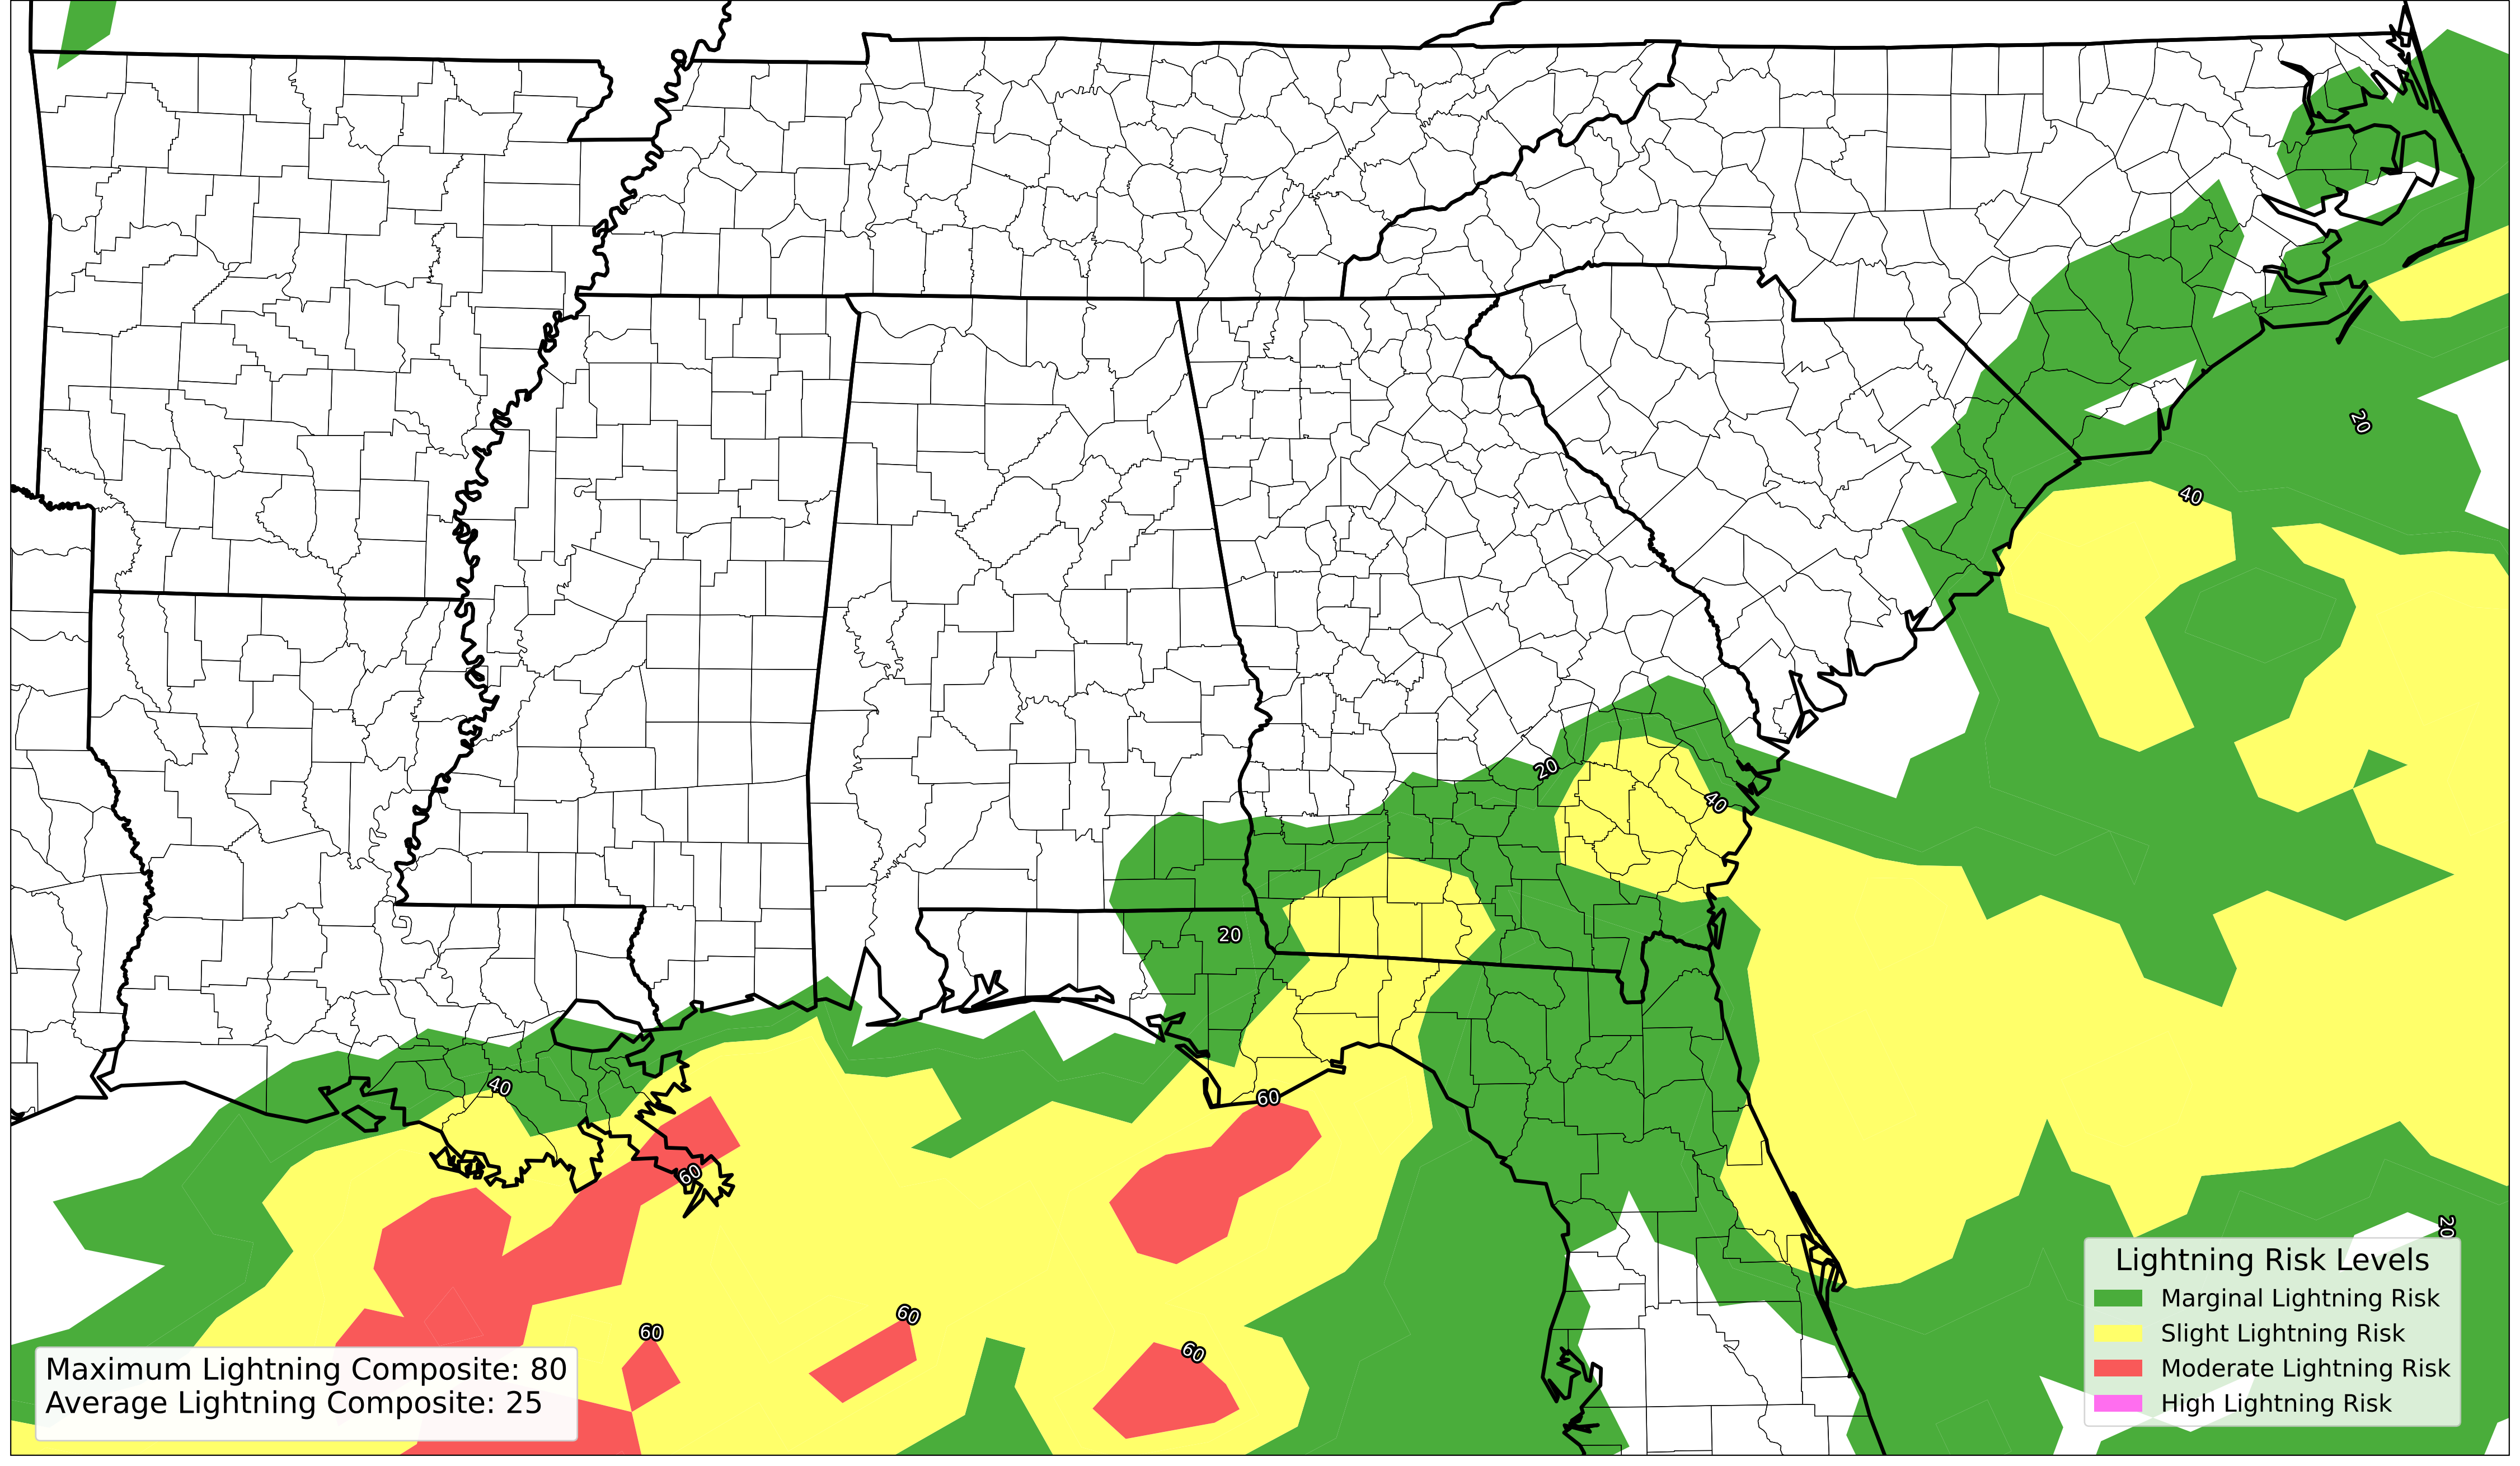 20
40
20
40
20
40
60
60
20
60
60
60
Lightning Risk Levels
Marginal Lightning Risk
Slight Lightning Risk
Moderate Lightning Risk
High Lightning Risk
Maximum Lightning Composite: 80
Average Lightning Composite: 25